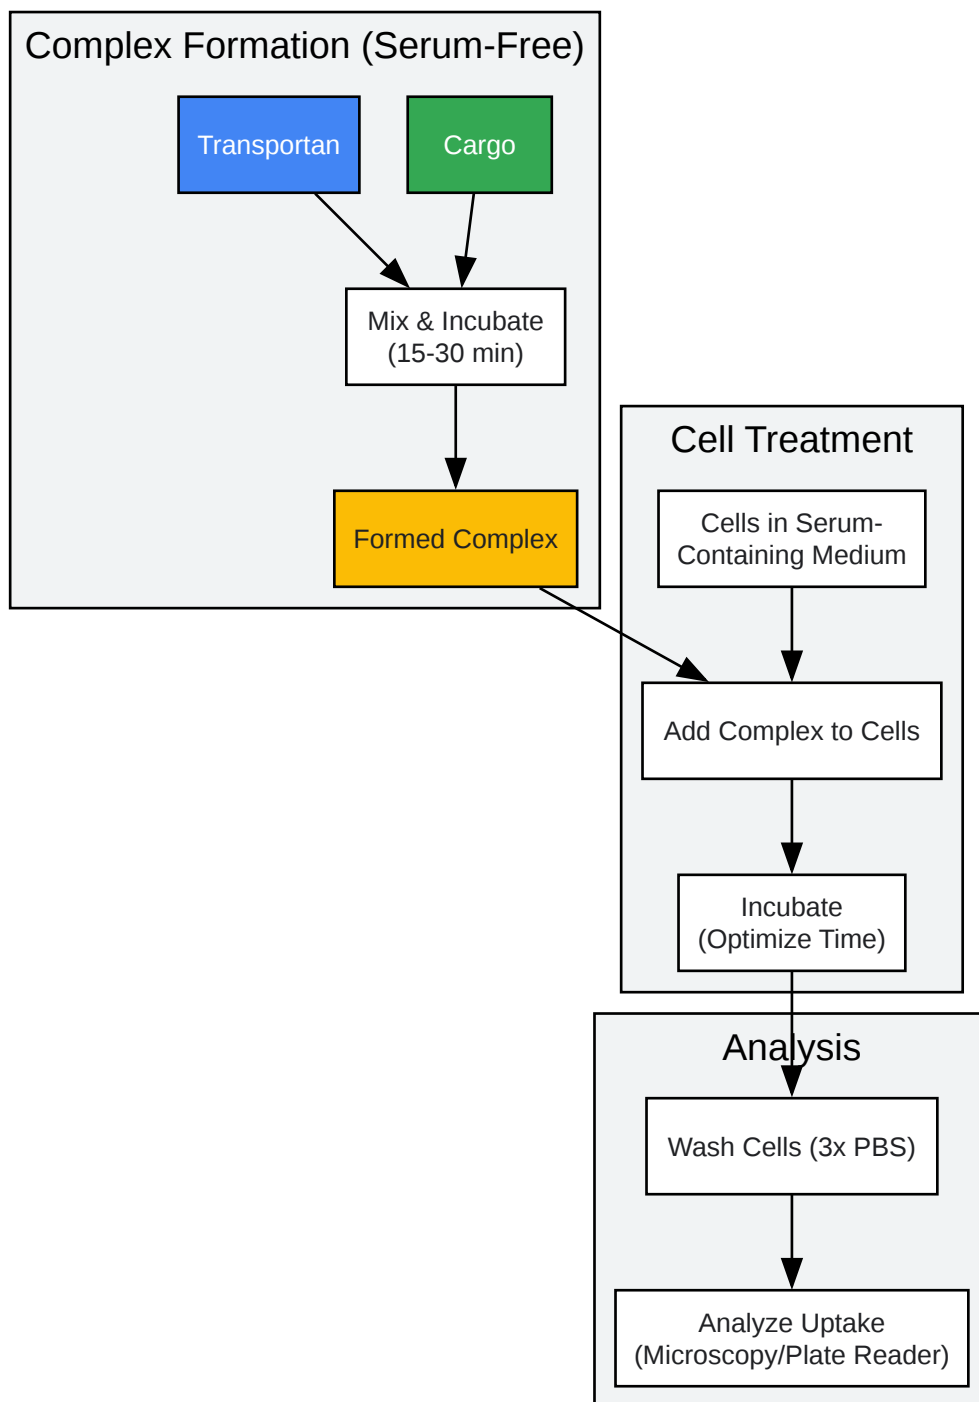 Complex Formation (Serum-Free)
Transportan
Cargo
Mix & Incubate
(15-30 min)
Formed Complex
Cell Treatment
Cells in Serum-
Containing Medium
Add Complex to Cells
Incubate
(Optimize Time)
Analysis
Wash Cells (3x PBS)
Analyze Uptake
(Microscopy/Plate Reader)